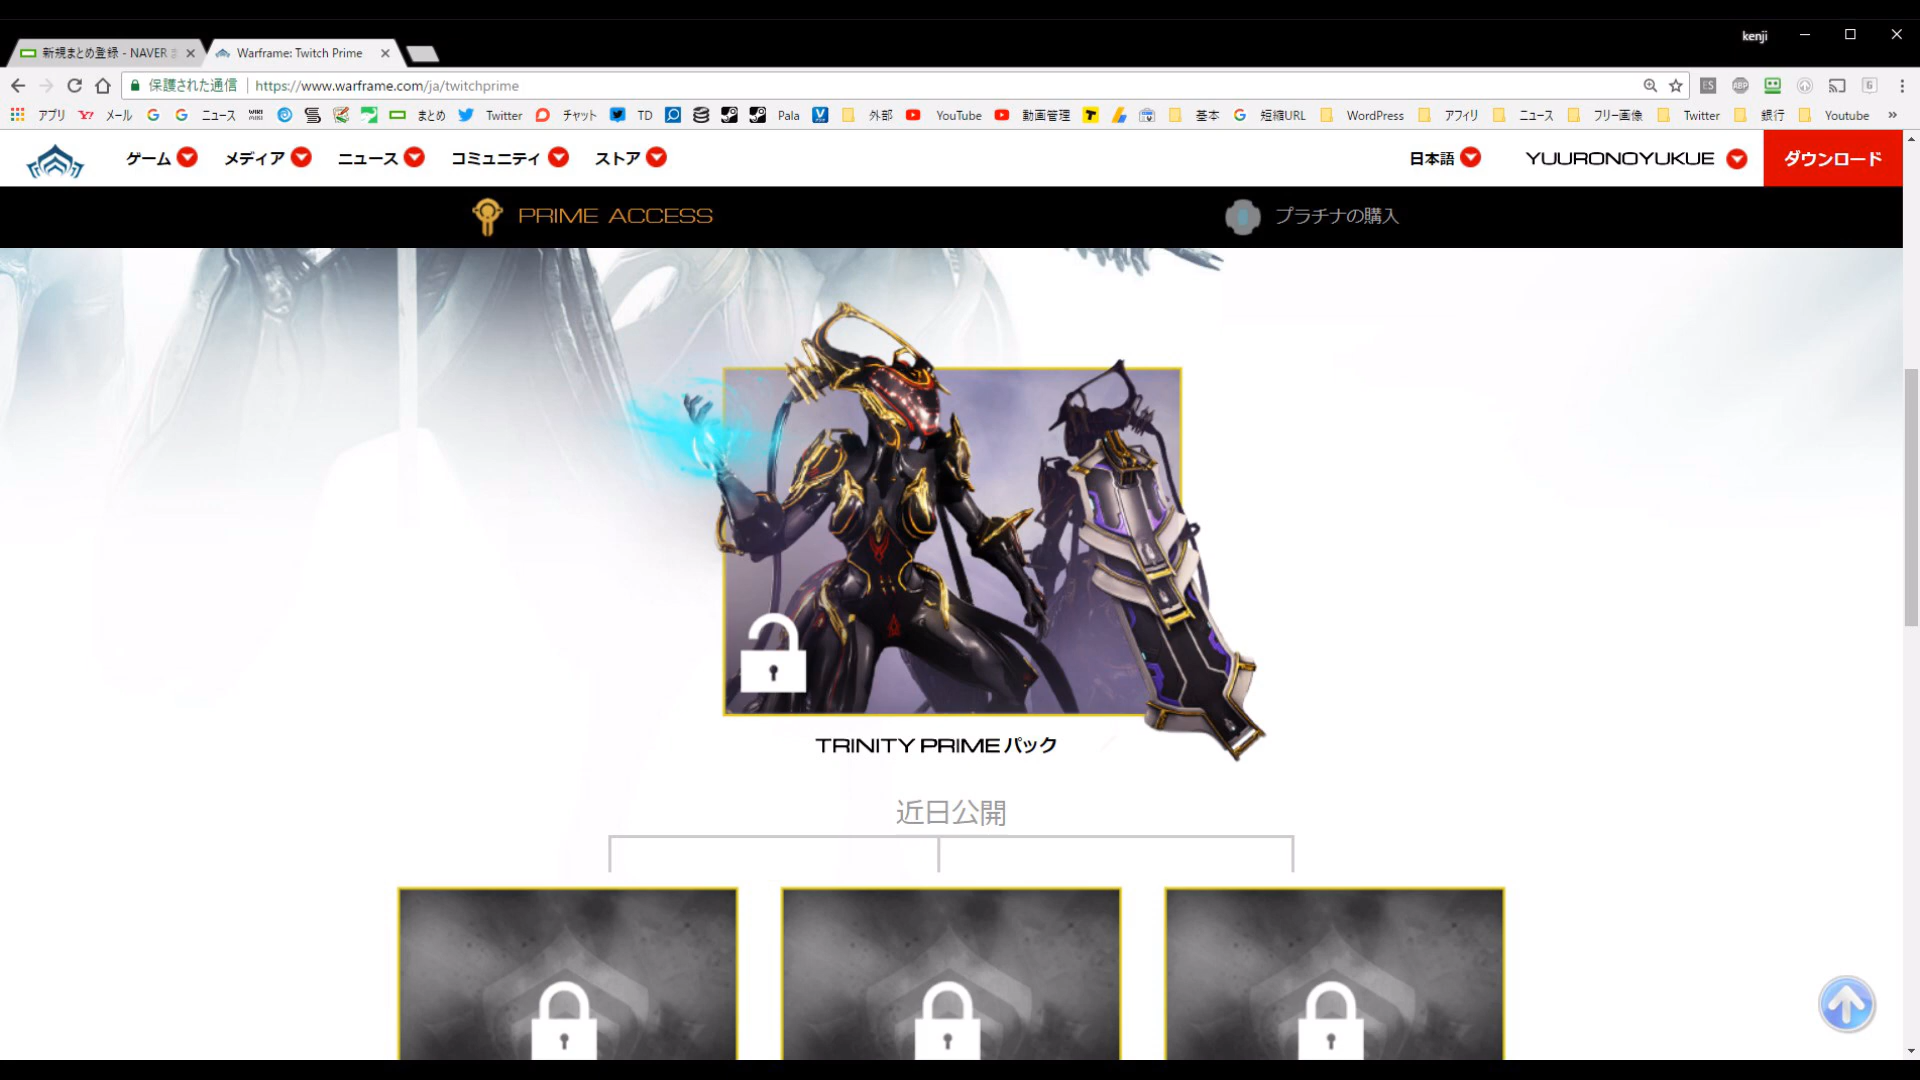 kenji
新規まとめ登録 - NAVER ま
Warframe: Twitch Prime
保護された通信 https://www.warframe.com/ja/twitchprime
アプリ メール ニュース まとめ Twitter チャット TD Pala 外部 YouTube 動画管理 基本 短縮URL WordPress アフィリ ニュース フリー画像 Twitter 銀行 Youtube »
ゲーム メディア ニュース コミュニティ ストア 日本語 YUURONOYUKUE ダウンロード
PRIME ACCESS プラチナの購入
TRINITY PRIME パック
近日公開